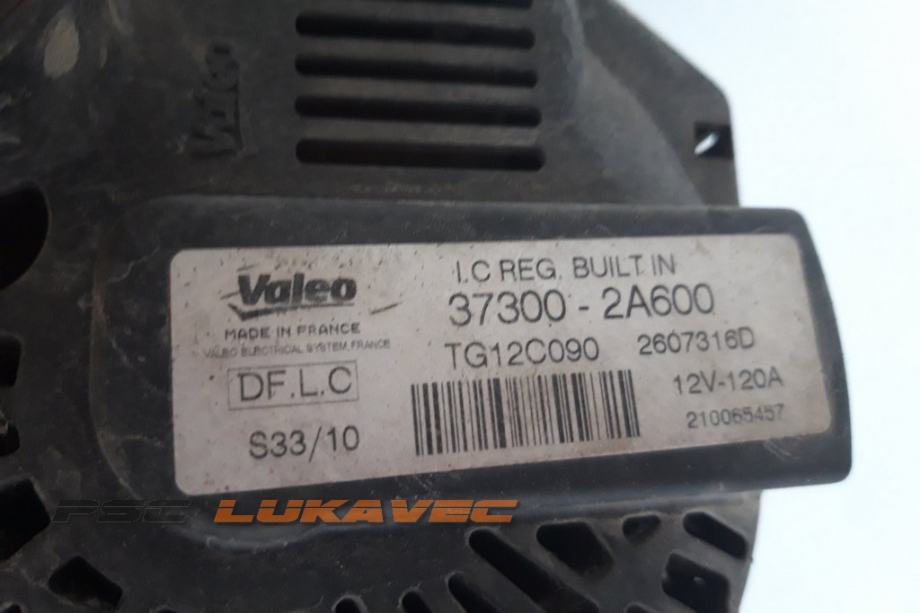 Valeo
Valeo
MADE IN FRANCE
VALEO ELECTRICAL SYSTEM, FRANCE
DF.L.C
S33/10
I.C REG. BUILT IN
37300 - 2A600
TG12C090 2607316D
12V-120A
210065457
PSC LUKAVEC